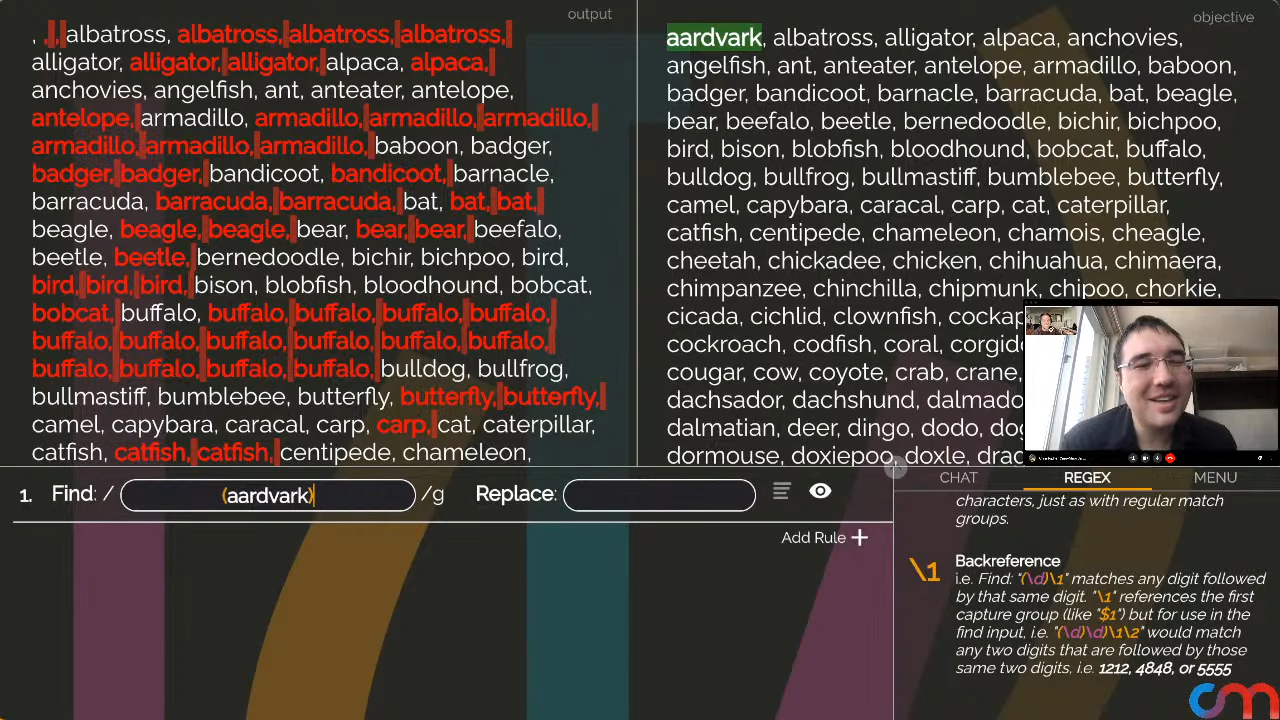 output
, , , albatross, albatross, albatross, albatross,
alligator, alligator, alligator, alpaca, alpaca,
anchovies, angelfish, ant, anteater, antelope,
antelope, armadillo, armadillo, armadillo, armadillo,
armadillo, armadillo, armadillo, baboon, badger,
badger, badger, bandicoot, bandicoot, barnacle,
barracuda, barracuda, barracuda, bat, bat, bat,
beagle, beagle, beagle, bear, bear, bear, beefalo,
beetle, beetle, bernedoodle, bichir, bichpoo, bird,
bird, bird, bird, bison, blobfish, bloodhound, bobcat,
bobcat, buffalo, buffalo, buffalo, buffalo, buffalo,
buffalo, buffalo, buffalo, buffalo, buffalo, buffalo,
buffalo, buffalo, buffalo, buffalo, bulldog, bullfrog,
bullmastiff, bumblebee, butterfly, butterfly, butterfly,
camel, capybara, caracal, carp, carp, cat, caterpillar,
catfish, catfish, catfish, centipede, chameleon,
objective
aardvark, albatross, alligator, alpaca, anchovies,
angelfish, ant, anteater, antelope, armadillo, baboon,
badger, bandicoot, barnacle, barracuda, bat, beagle,
bear, beefalo, beetle, bernedoodle, bichir, bichpoo,
bird, bison, blobfish, bloodhound, bobcat, buffalo,
bulldog, bullfrog, bullmastiff, bumblebee, butterfly,
camel, capybara, caracal, carp, cat, caterpillar,
catfish, centipede, chameleon, chamois, cheagle,
cheetah, chickadee, chicken, chihuahua, chimaera,
chimpanzee, chinchilla, chipmunk, chipoo, chorkie,
cicada, cichlid, clownfish, cockap
cockroach, codfish, coral, corgido
cougar, cow, coyote, crab, crane,
dachsador, dachshund, dalmado
dalmatian, deer, dingo, dodo, dog
dormouse, doxiepoo, doxle, drag
1. Find: / (aardvark) /g Replace:
Add Rule +
CHAT REGEX MENU
characters, just as with regular match
groups.
\1 Backreference
i.e. Find: "(\d)\1" matches any digit followed
by that same digit. "\1" references the first
capture group (like "$1") but for use in the
find input, i.e. "(\d)\d)\1\2" would match
any two digits that are followed by those
same two digits, i.e. 1212, 4848, or 5555
cm